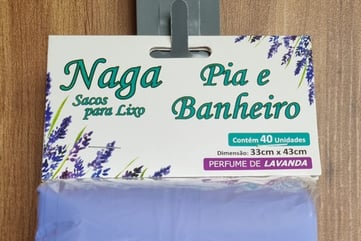 Naga
Sacos
para Lixo
Pia e
Banheiro
Contém 40 Unidades
Dimensão: 33cm x 43cm
PERFUME DE LAVANDA